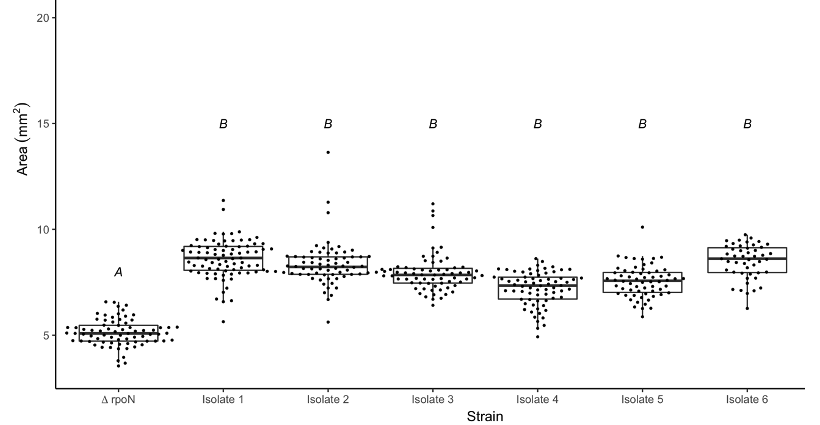 20
15
10
5
Area (mm²)
B B B B B B
A
Δ rpoN Isolate 1 Isolate 2 Isolate 3 Isolate 4 Isolate 5 Isolate 6
Strain